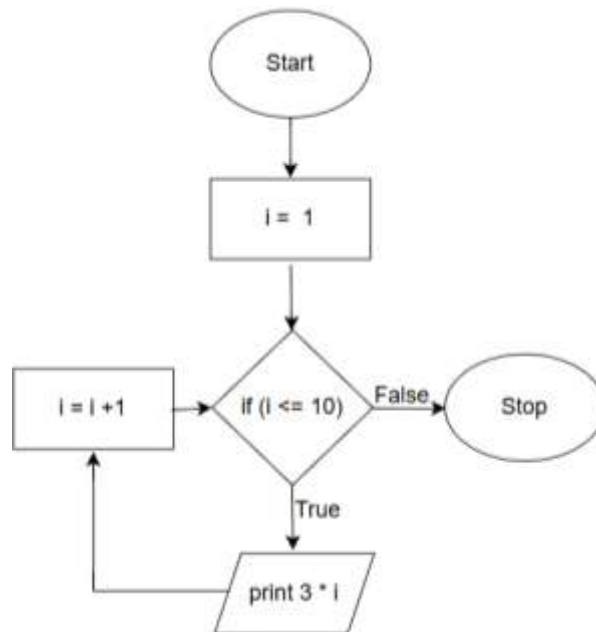 Start
i = 1
if (i <= 10)
False
Stop
i = i +1
True
print 3 * i